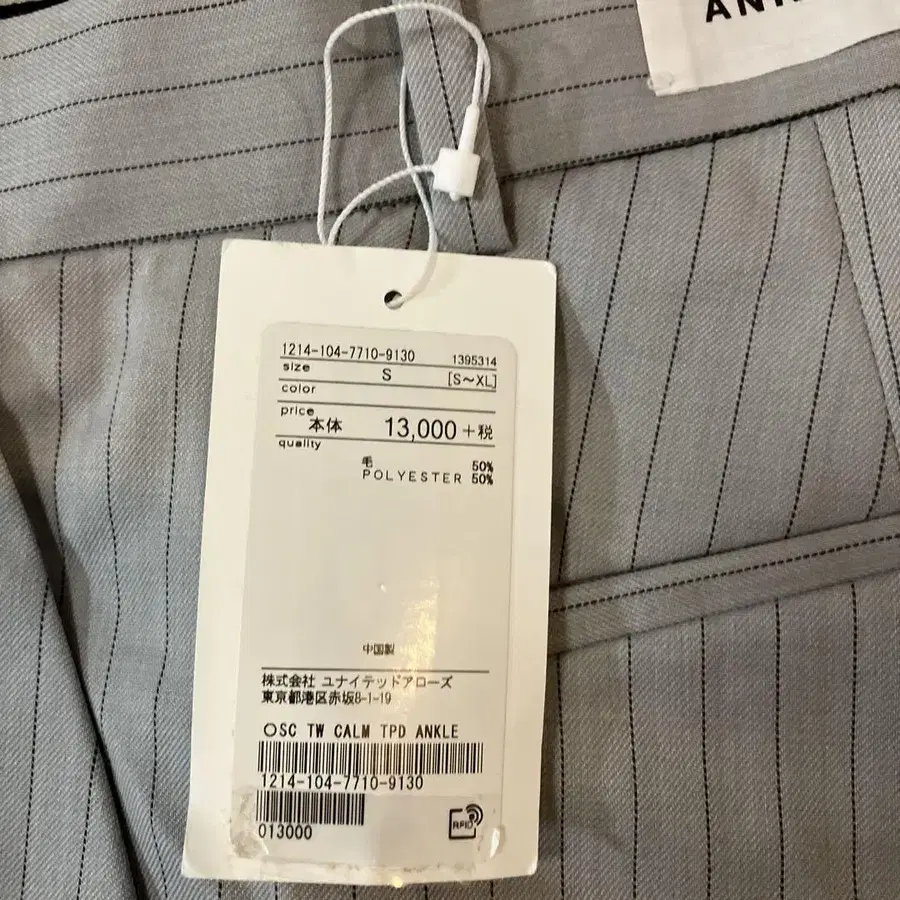 1214-104-7710-9130 1395314
size S [S~XL]
color
price 本体 13,000+税
quality
毛 50%
POLYESTER 50%
中国製
株式会社 ユナイテッドアローズ
東京都港区赤坂8-1-19
○SC TW CALM TPD ANKLE
1214-104-7710-9130
013000
RFID